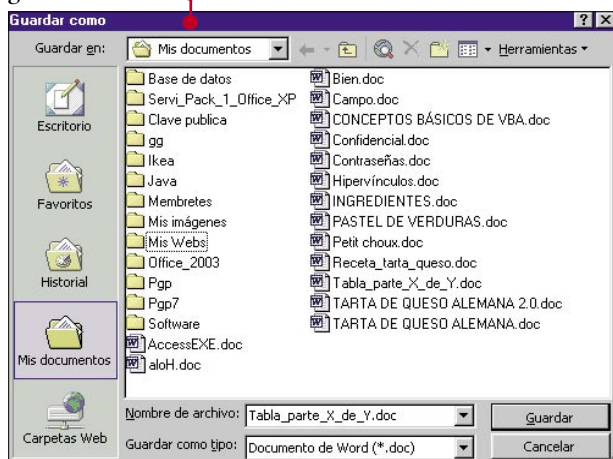 Guardar como
Guardar en: Mis documentos Herramientas
Escritorio
Favoritos
Historial
Mis documentos
Carpetas Web
Base de datos
Servi_Pack_1_Office_XP
Clave publica
gg
Ikea
Java
Membretes
Mis imágenes
Mis Webs
Office_2003
Pgp
Pgp7
Software
AccessEXE.doc
aloH.doc
Bien.doc
Campo.doc
CONCEPTOS BÁSICOS DE VBA.doc
Confidencial.doc
Contraseñas.doc
Hipervínculos.doc
INGREDIENTES.doc
PASTEL DE VERDURAS.doc
Petit choux.doc
Receta_tarta_queso.doc
Tabla_parte_X_de_Y.doc
TARTA DE QUESO ALEMANA 2.0.doc
TARTA DE QUESO ALEMANA.doc
Nombre de archivo: Tabla_parte_X_de_Y.doc Guardar
Guardar como tipo: Documento de Word (*.doc) Cancelar